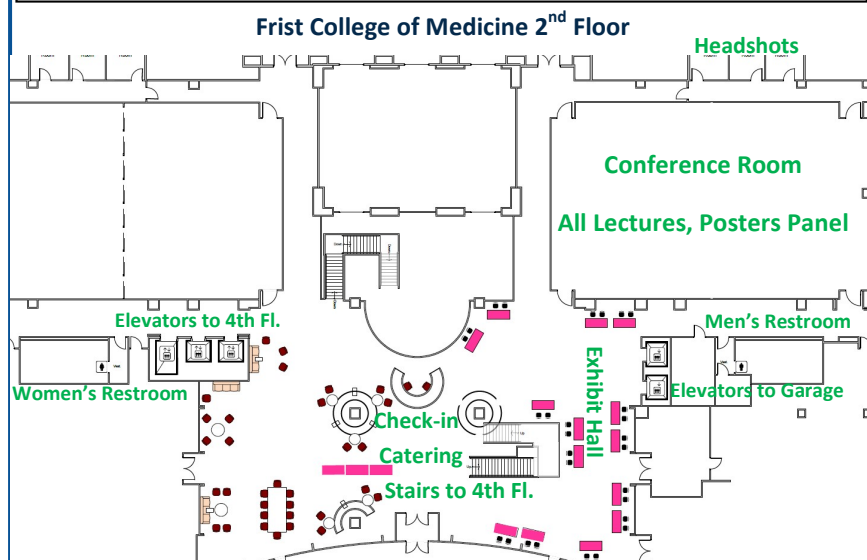 Frist College of Medicine 2nd Floor
Headshots
Conference Room
All Lectures, Posters Panel
Elevators to 4th Fl.
Men's Restroom
Women's Restroom
Exhibit Hall
Elevators to Garage
Check-in
Catering
Stairs to 4th Fl.